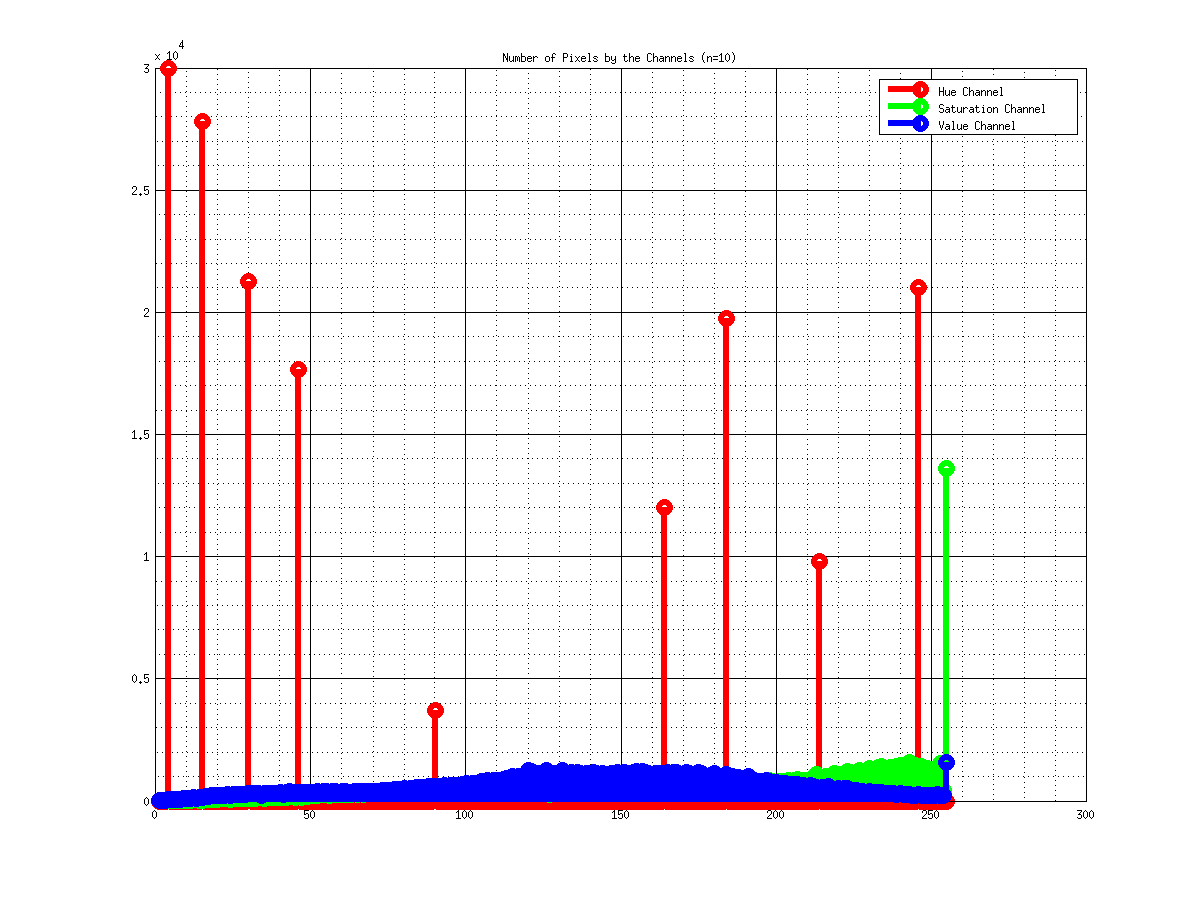 4
x 10
Number of Pixels by the Channels (n=10)
Hue Channel
Saturation Channel
Value Channel
3
2.5
2
1.5
1
0.5
0
0 50 100 150 200 250 300